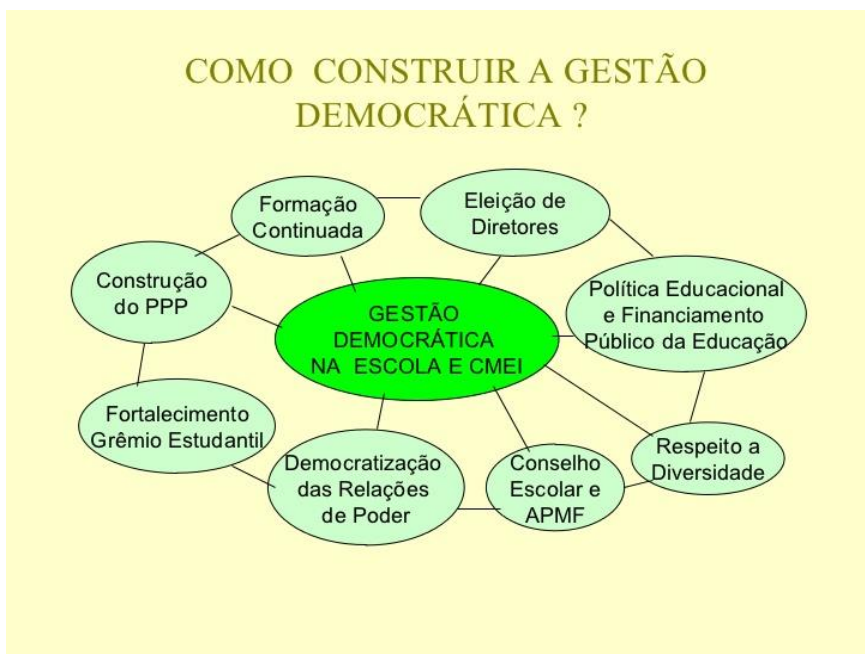 COMO CONSTRUIR A GESTÃO
DEMOCRÁTICA ?
Formação
Continuada
Eleição de
Diretores
Construção
do PPP
Política Educacional
e Financiamento
Público da Educação
GESTÃO
DEMOCRÁTICA
NA ESCOLA E CMEI
Fortalecimento
Grêmio Estudantil
Democratização
das Relações
de Poder
Conselho
Escolar e
APMF
Respeito a
Diversidade